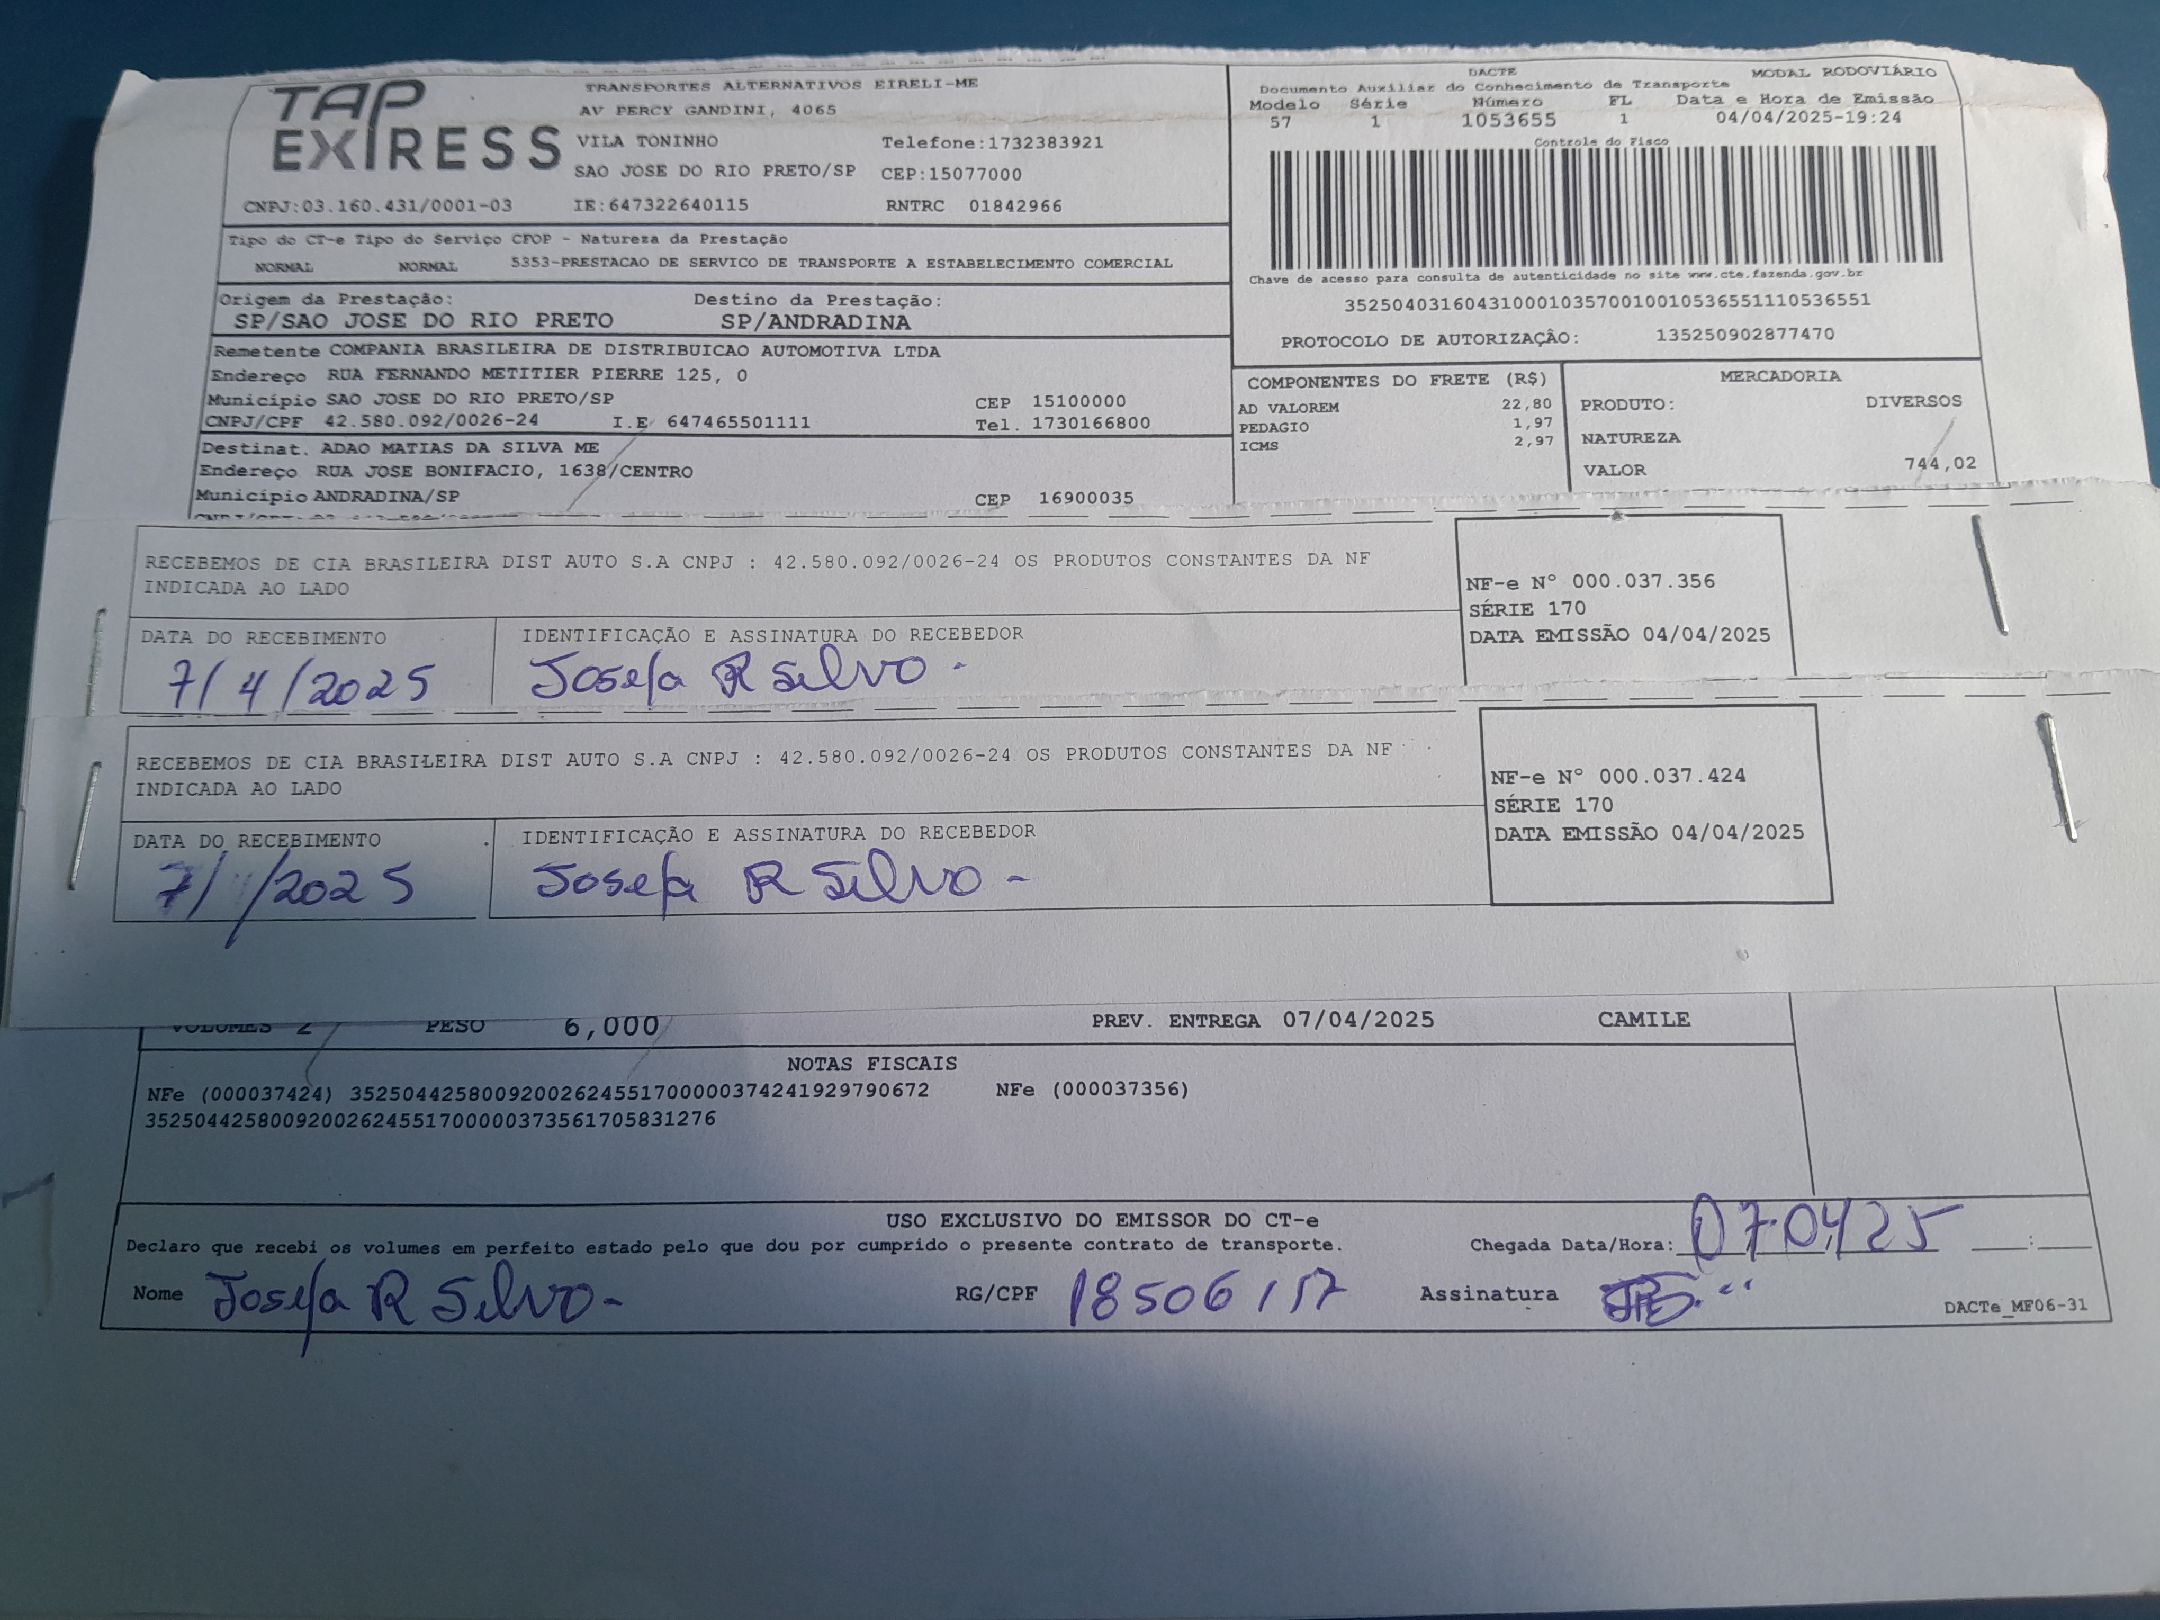 TAP EXPRESS
TRANSPORTES ALTERNATIVOS EIRELI-ME
AV PERCY GANDINI, 4065
VILA TONINHO Telefone:1732383921
SAO JOSE DO RIO PRETO/SP CEP:15077000
CNPJ:03.160.431/0001-03 IE:647322640115 RNTRC 01842966
DACTE MODAL RODOVIÁRIO
Documento Auxiliar do Conhecimento de Transporte
Modelo Série Número FL Data e Hora de Emissão
57 1 1053655 1 04/04/2025-19:24
Controle do Fisco
Chave de acesso para consulta de autenticidade no site www.cte.fazenda.gov.br
35250403160431000103570010010536551110536551
PROTOCOLO DE AUTORIZAÇÂO: 135250902877470
Tipo do CT-e Tipo do Serviço CFOP - Natureza da Prestação
NORMAL NORMAL 5353-PRESTACAO DE SERVICO DE TRANSPORTE A ESTABELECIMENTO COMERCIAL
Origem da Prestação: Destino da Prestação:
SP/SAO JOSE DO RIO PRETO SP/ANDRADINA
Remetente COMPANIA BRASILEIRA DE DISTRIBUICAO AUTOMOTIVA LTDA
Endereço RUA FERNANDO METITIER PIERRE 125, 0
Município SAO JOSE DO RIO PRETO/SP CEP 15100000
CNPJ/CPF 42.580.092/0026-24 I.E 647465501111 Tel. 1730166800
Destinat. ADAO MATIAS DA SILVA ME
Endereço RUA JOSE BONIFACIO, 1638/CENTRO
Município ANDRADINA/SP CEP 16900035
COMPONENTES DO FRETE (R$)
AD VALOREM 22,80
PEDAGIO 1,97
ICMS 2,97
MERCADORIA
PRODUTO: DIVERSOS
NATUREZA
VALOR 744,02
RECEBEMOS DE CIA BRASILEIRA DIST AUTO S.A CNPJ : 42.580.092/0026-24 OS PRODUTOS CONSTANTES DA NF
INDICADA AO LADO
NF-e N° 000.037.356
SÉRIE 170
DATA EMISSÃO 04/04/2025
DATA DO RECEBIMENTO IDENTIFICAÇÃO E ASSINATURA DO RECEBEDOR
7/4/2025 Josefa R Silva
RECEBEMOS DE CIA BRASILEIRA DIST AUTO S.A CNPJ : 42.580.092/0026-24 OS PRODUTOS CONSTANTES DA NF
INDICADA AO LADO
NF-e N° 000.037.424
SÉRIE 170
DATA EMISSÃO 04/04/2025
DATA DO RECEBIMENTO IDENTIFICAÇÃO E ASSINATURA DO RECEBEDOR
7/4/2025 Josefa R Silva
VOLUMES 2 PESO 6,000 PREV. ENTREGA 07/04/2025 CAMILE
NOTAS FISCAIS
NFe (000037424) 35250442580092002624551700000374241929790672 NFe (000037356)
35250442580092002624551700000373561705831276
USO EXCLUSIVO DO EMISSOR DO CT-e
Declaro que recebi os volumes em perfeito estado pelo que dou por cumprido o presente contrato de transporte. Chegada Data/Hora: 07.04.25 __:__
Nome Josefa R Silva RG/CPF Assinatura
DACTe_MF06-31